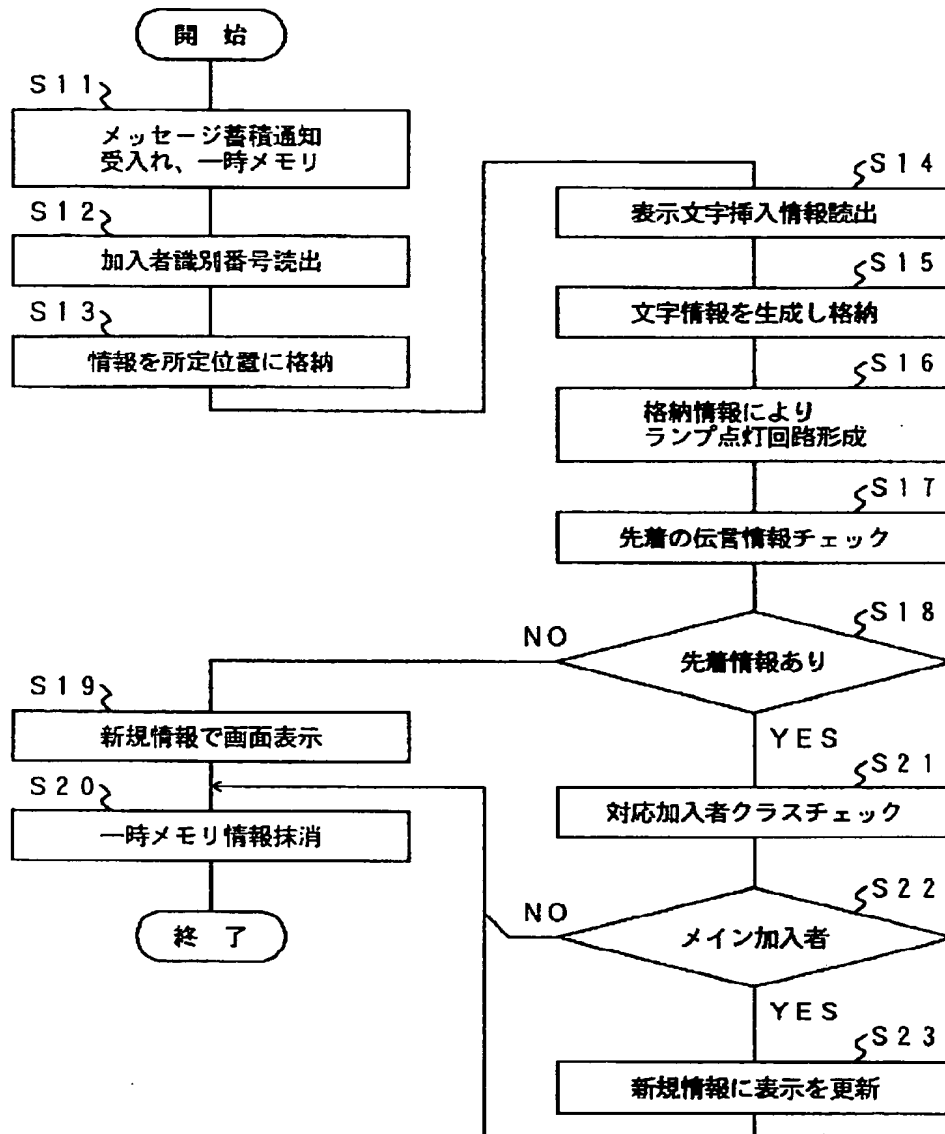 開 始
S11
メッセージ蓄積通知
受入れ、一時メモリ
S12
加入者識別番号読出
S13
情報を所定位置に格納
S14
表示文字挿入情報読出
S15
文字情報を生成し格納
S16
格納情報により
ランプ点灯回路形成
S17
先着の伝言情報チェック
S18
先着情報あり
NO
YES
S19
新規情報で画面表示
S20
一時メモリ情報抹消
終 了
S21
対応加入者クラスチェック
S22
メイン加入者
NO
YES
S23
新規情報に表示を更新